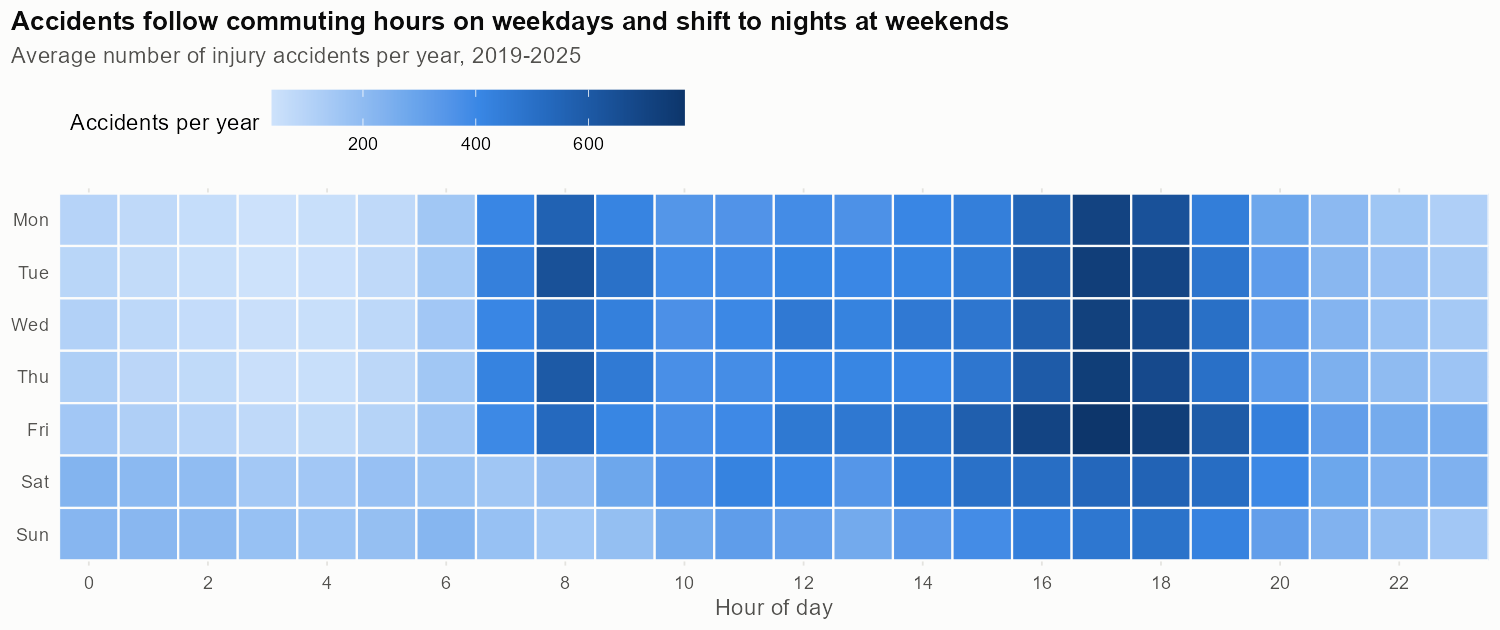 Accidents follow commuting hours on weekdays and shift to nights at weekends
Average number of injury accidents per year, 2019-2025
Accidents per year
200 400 600
Mon
Tue
Wed
Thu
Fri
Sat
Sun
0 2 4 6 8 10 12 14 16 18 20 22
Hour of day